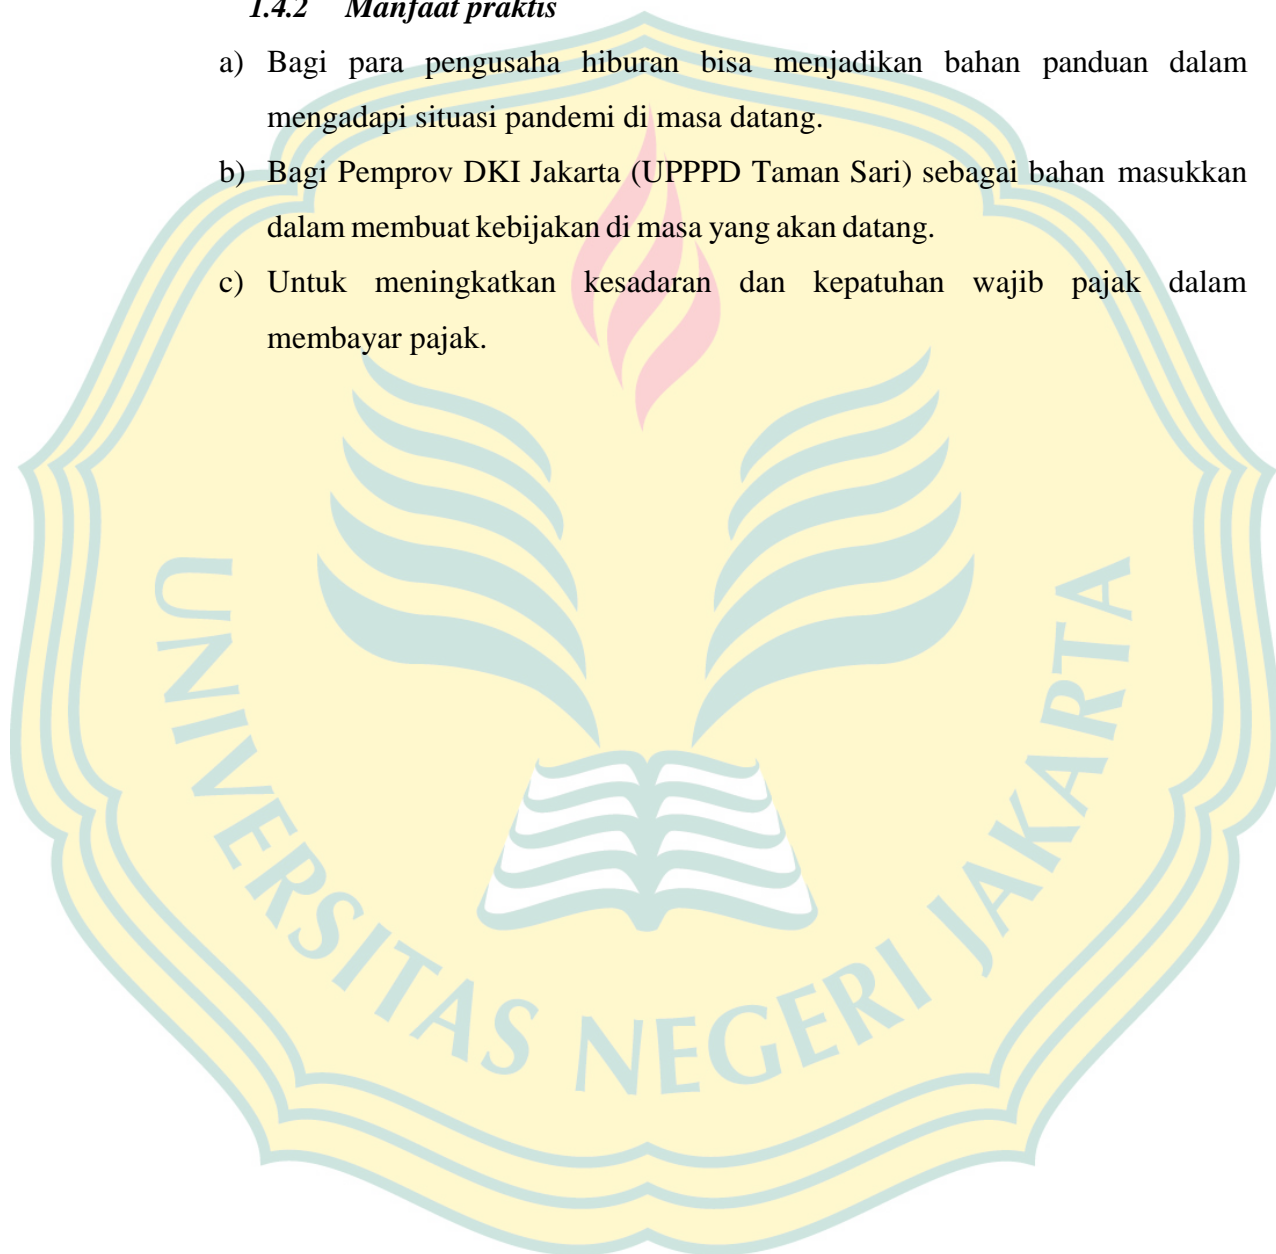 1.4.2 Manfaat praktis
a) Bagi para pengusaha hiburan bisa menjadikan bahan panduan dalam
mengadapi situasi pandemi di masa datang.
b) Bagi Pemprov DKI Jakarta (UPPPD Taman Sari) sebagai bahan masukkan
dalam membuat kebijakan di masa yang akan datang.
c) Untuk meningkatkan kesadaran dan kepatuhan wajib pajak dalam
membayar pajak.
UNIVERSITAS NEGERI JAKARTA